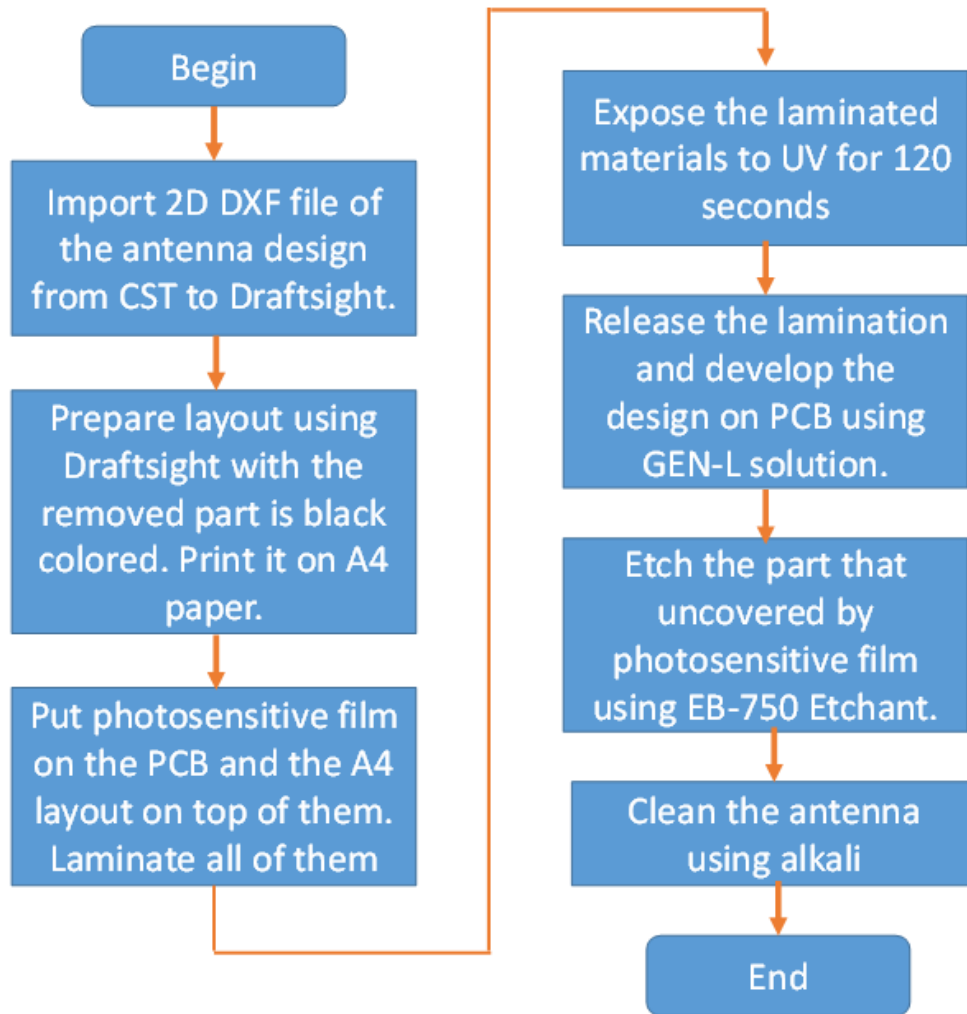 Begin
Import 2D DXF file of
the antenna design
from CST to Draftsight.
Prepare layout using
Draftsight with the
removed part is black
colored. Print it on A4
paper.
Put photosensitive film
on the PCB and the A4
layout on top of them.
Laminate all of them
Expose the laminated
materials to UV for 120
seconds
Release the lamination
and develop the
design on PCB using
GEN-L solution.
Etch the part that
uncovered by
photosensitive film
using EB-750 Etchant.
Clean the antenna
using alkali
End